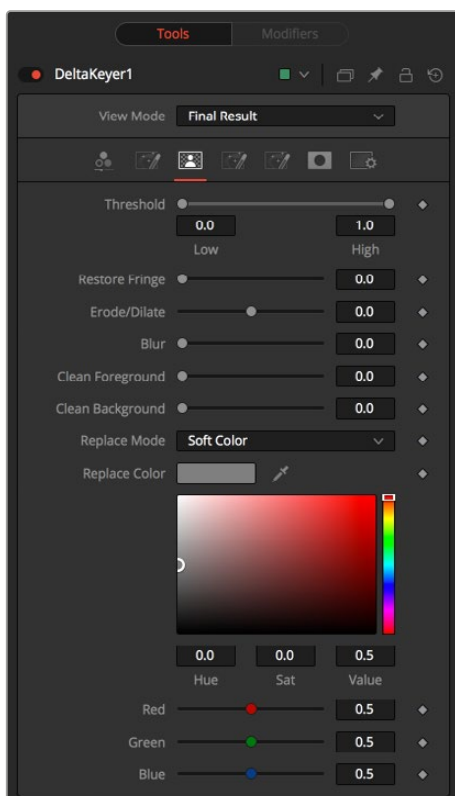 Tools Modifiers
DeltaKeyer1
View Mode Final Result
Threshold
0.0 1.0
Low High
Restore Fringe 0.0
Erode/Dilate 0.0
Blur 0.0
Clean Foreground 0.0
Clean Background 0.0
Replace Mode Soft Color
Replace Color
0.0 0.0 0.5
Hue Sat Value
Red 0.5
Green 0.5
Blue 0.5